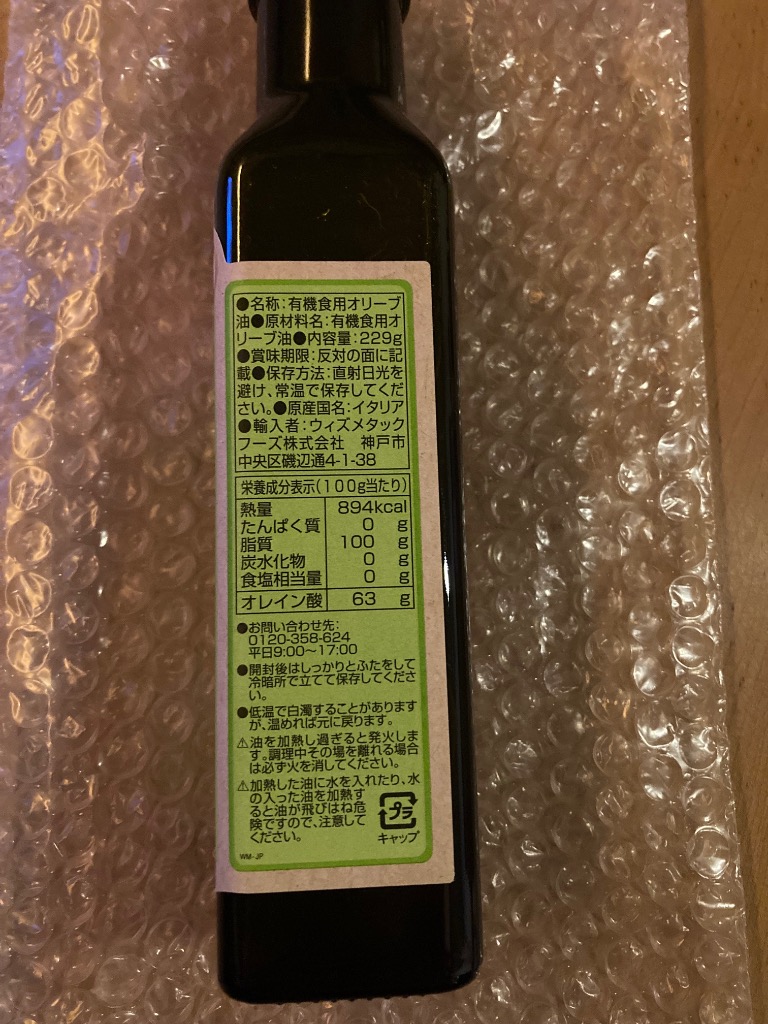 ●名称:有機食用オリーブ
油●原材料名:有機食用オ
リーブ油●内容量:229g
●賞味期限:反対の面に記
載●保存方法:直射日光を
避け、常温で保存してくだ
さい。●原産国名:イタリア
●輸入者:ウィズメタック
フーズ株式会社 神戸市
中央区磯辺通4-1-38
栄養成分表示(100g当たり)
熱量 894kcal
たんぱく質 0 g
脂質 100 g
炭水化物 0 g
食塩相当量 0 g
オレイン酸 63 g
●お問い合わせ先:
0120-358-624
平日9:00〜17:00
●開封後はしっかりとふたをして
冷暗所で立てて保存してくださ
い。
●低温で白濁することがあります
が、温めれば元に戻ります。
⚠油を加熱し過ぎると発火しま
す。調理中その場を離れる場合
は必ず火を消してください。
⚠加熱した油に水を入れたり、水
の入った油を加熱す
ると油が飛びはね危
険ですので、注意して
ください。
プラ
キャップ
WM-JP